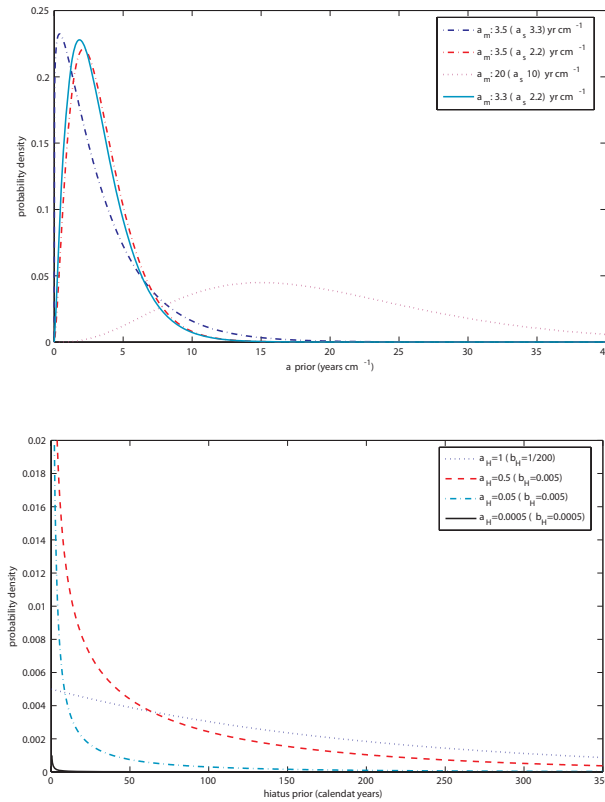 0.25
0.2
0.15
0.1
0.05
0
probability density
a_m: 3.5 ( a_s 3.3) yr cm ⁻¹
a_m: 3.5 ( a_s 2.2) yr cm ⁻¹
a_m: 20 ( a_s 10) yr cm ⁻¹
a_m: 3.3 ( a_s 2.2) yr cm ⁻¹
0 5 10 15 20 25 30 35 4
a prior (years cm ⁻¹)
0.02
0.018
0.016
0.014
0.012
0.01
0.008
0.006
0.004
0.002
0
probability density
a_H=1 ( b_H=1/200)
a_H=0.5 ( b_H=0.005)
a_H=0.05 ( b_H=0.005)
a_H=0.0005 ( b_H=0.0005)
0 50 100 150 200 250 300 35
hiatus prior (calendat years)